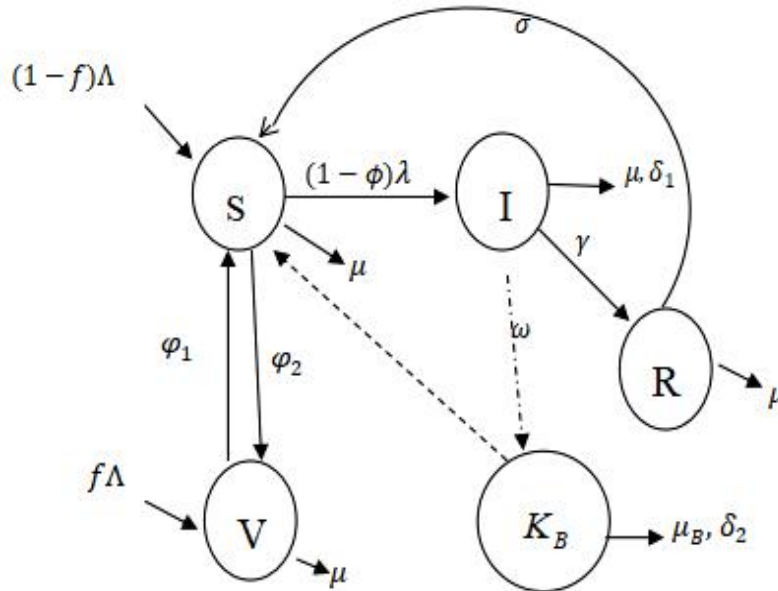 σ
(1 − f)Λ
(1 − ϕ)λ
S
I
μ, δ₁
γ
μ
φ₁
φ₂
ω
R
μ
fΛ
V
K_B
μ_B, δ₂
μ